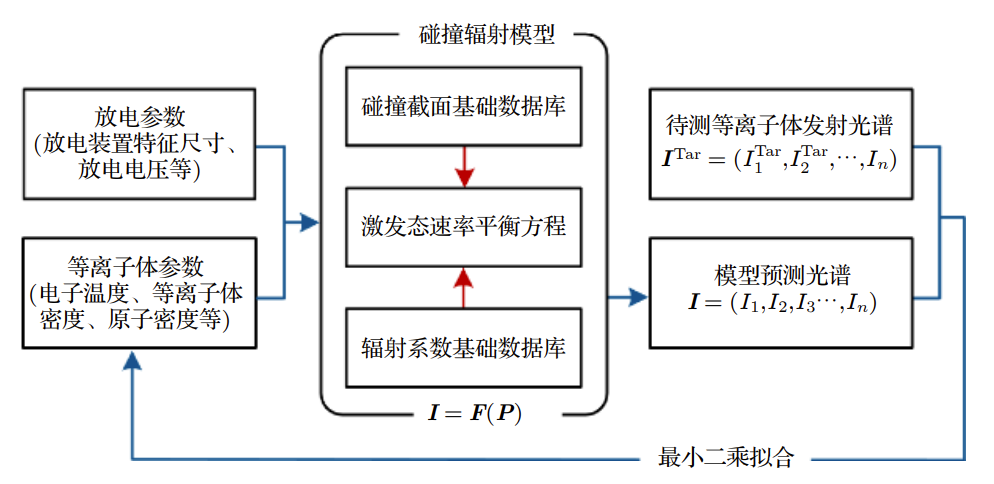 碰撞辐射模型
放电参数
(放电装置特征尺寸、
放电电压等)
等离子体参数
(电子温度、等离子体
密度、原子密度等)
碰撞截面基础数据库
激发态速率平衡方程
辐射系数基础数据库
I = F(P)
待测等离子体发射光谱
I^Tar = (I_1^Tar,I_2^Tar,⋯,I_n)
模型预测光谱
I = (I_1,I_2,I_3⋯,I_n)
最小二乘拟合